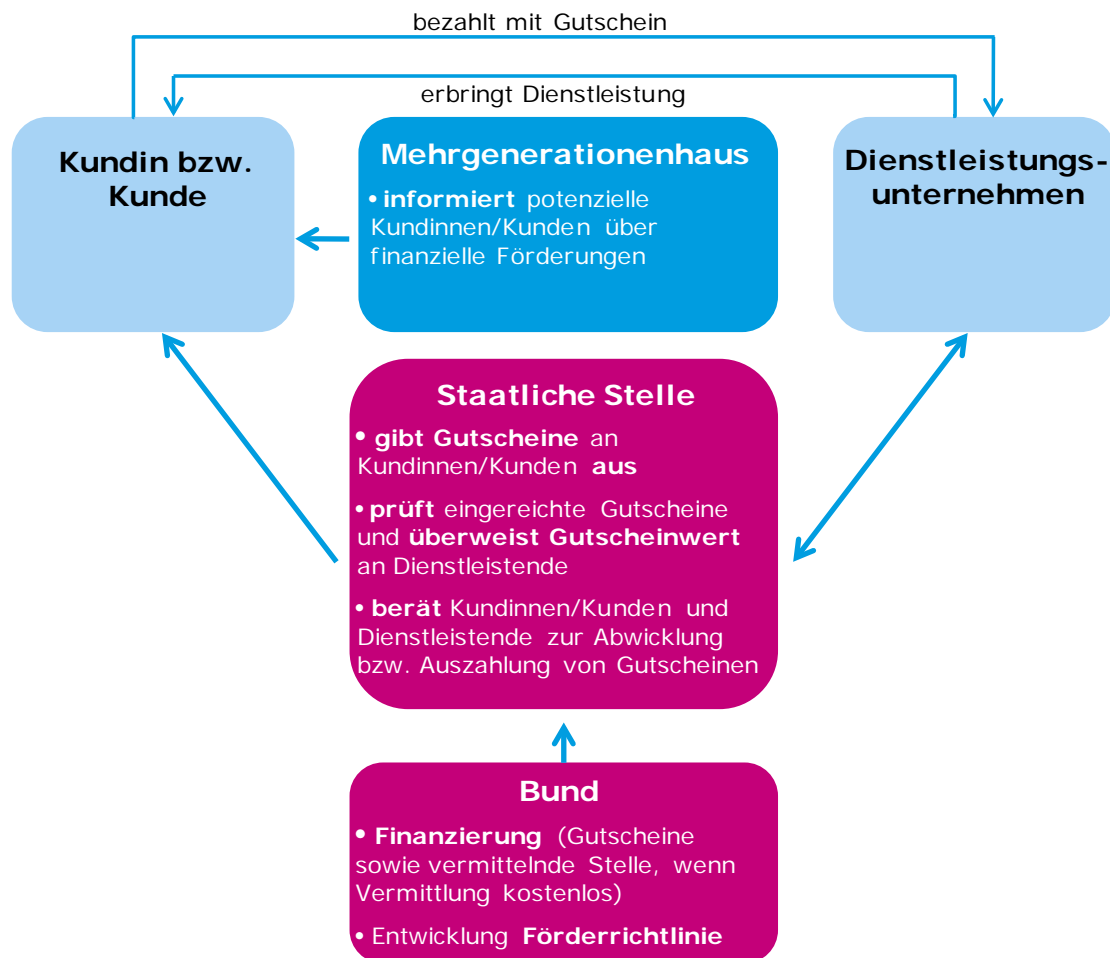 bezahlt mit Gutschein
erbringt Dienstleistung
Kundin bzw.
Kunde
Mehrgenerationenhaus
• informiert potenzielle
Kundinnen/Kunden über
finanzielle Förderungen
Dienstleistungs-
unternehmen
Staatliche Stelle
• gibt Gutscheine an
Kundinnen/Kunden aus
• prüft eingereichte Gutscheine
und überweist Gutscheinwert
an Dienstleistende
• berät Kundinnen/Kunden und
Dienstleistende zur Abwicklung
bzw. Auszahlung von Gutscheinen
Bund
• Finanzierung (Gutscheine
sowie vermittelnde Stelle, wenn
Vermittlung kostenlos)
• Entwicklung Förderrichtlinie